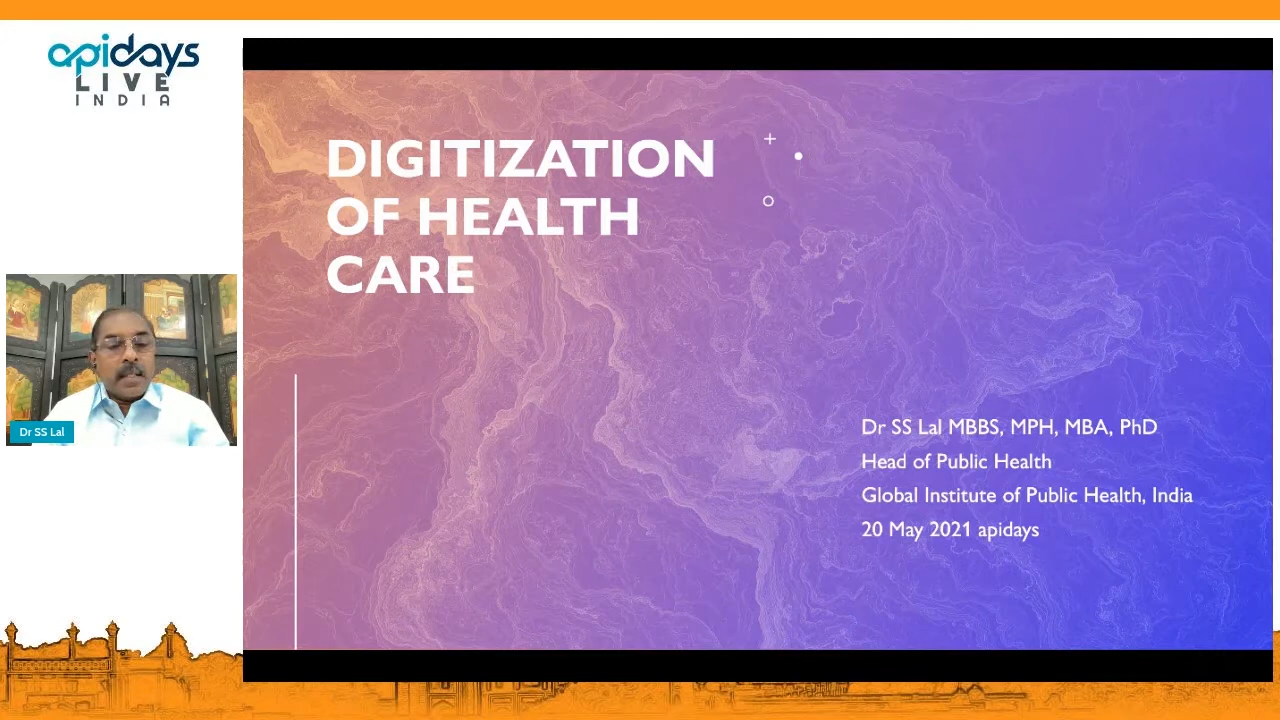 apidays
LIVE
INDIA
DIGITIZATION
OF HEALTH
CARE
Dr SS Lal MBBS, MPH, MBA, PhD
Head of Public Health
Global Institute of Public Health, India
20 May 2021 apidays
Dr SS Lal